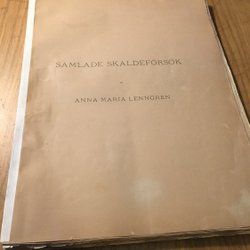 SAMLADE SKALDEFÖRSÖK
AF
ANNA MARIA LENNGREN